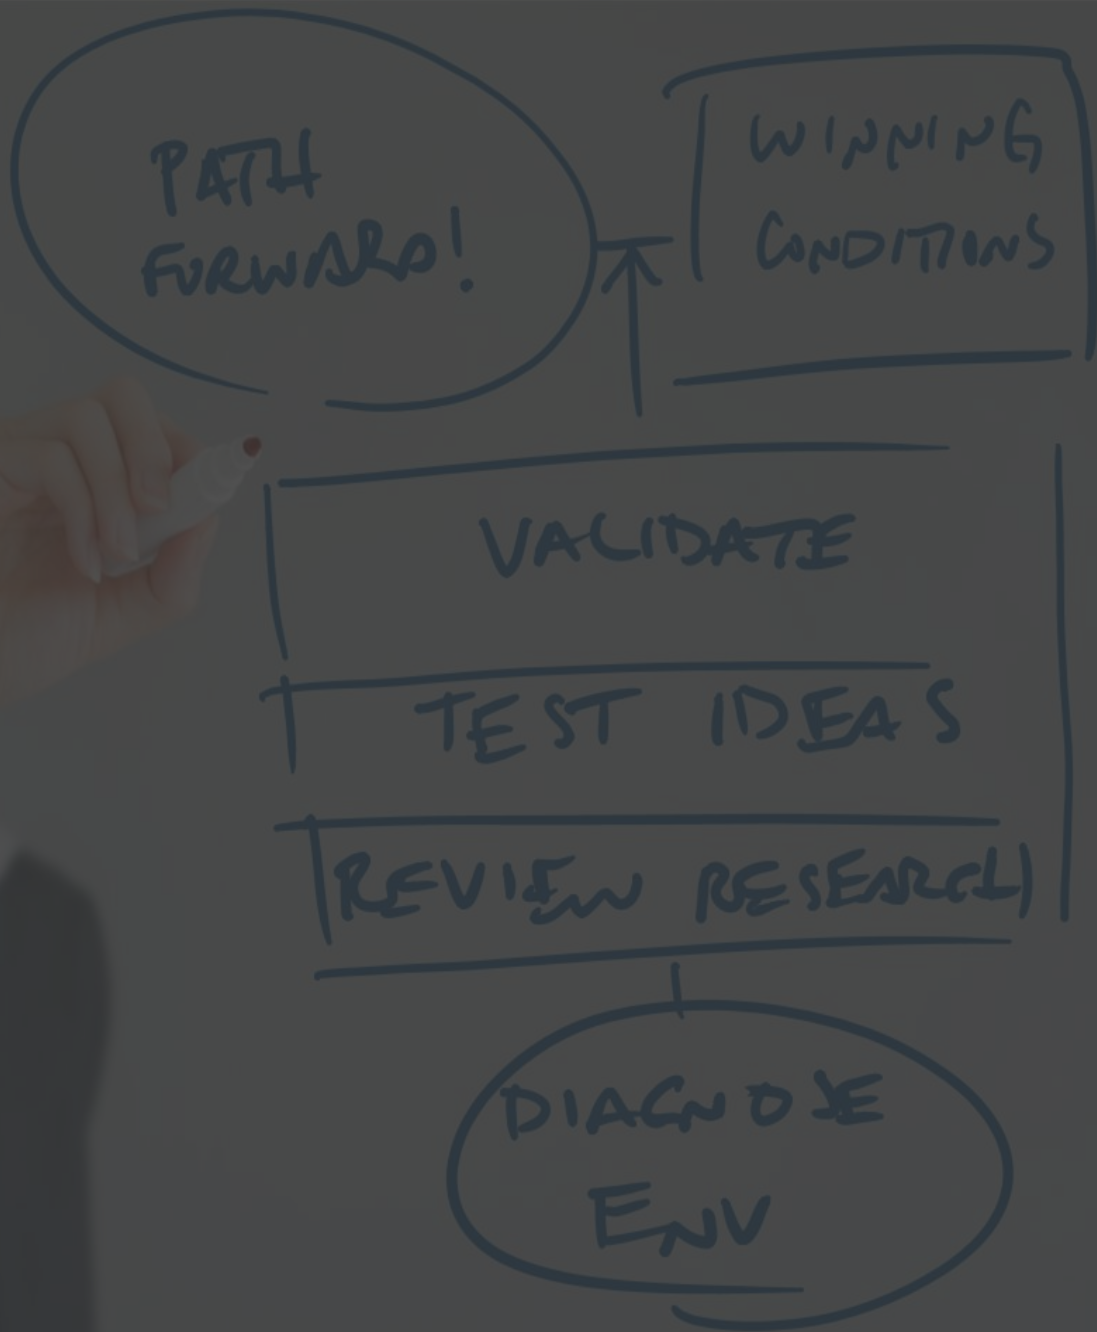 PATH
FORWARD!
WINNING
CONDITIONS
VALIDATE
TEST IDEAS
REVIEW RESEARCH
DIAGNOSE
ENV